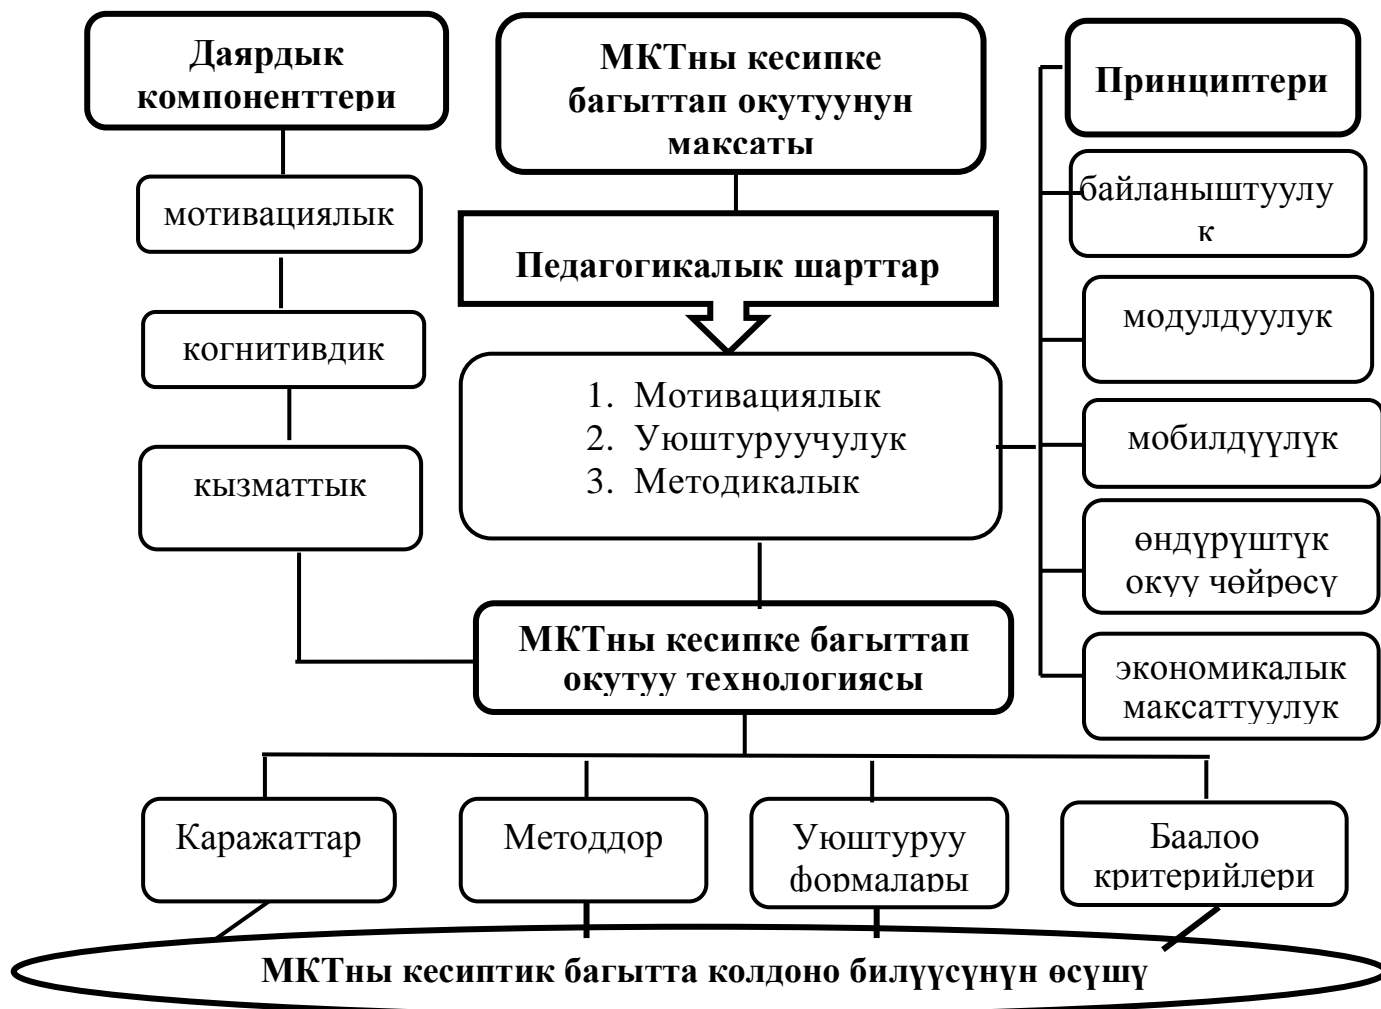 Даярдык
компоненттери
мотивациялык
когнитивдик
кызматтык
МКТны кесипке
багыттап окутуунун
максаты
Педагогикалык шарттар
1. Мотивациялык
2. Уюштуруучулук
3. Методикалык
МКТны кесипке багыттап
окутуу технологиясы
Принциптери
байланыштуулу
к
модулдуулук
мобилдүүлүк
өндүрүштүк
окуу чөйрөсү
экономикалык
максаттуулук
Каражаттар
Методдор
Уюштуруу
формалары
Баалоо
критерийлери
МКТны кесиптик багытта колдоно билүүсүнүн өсүшү